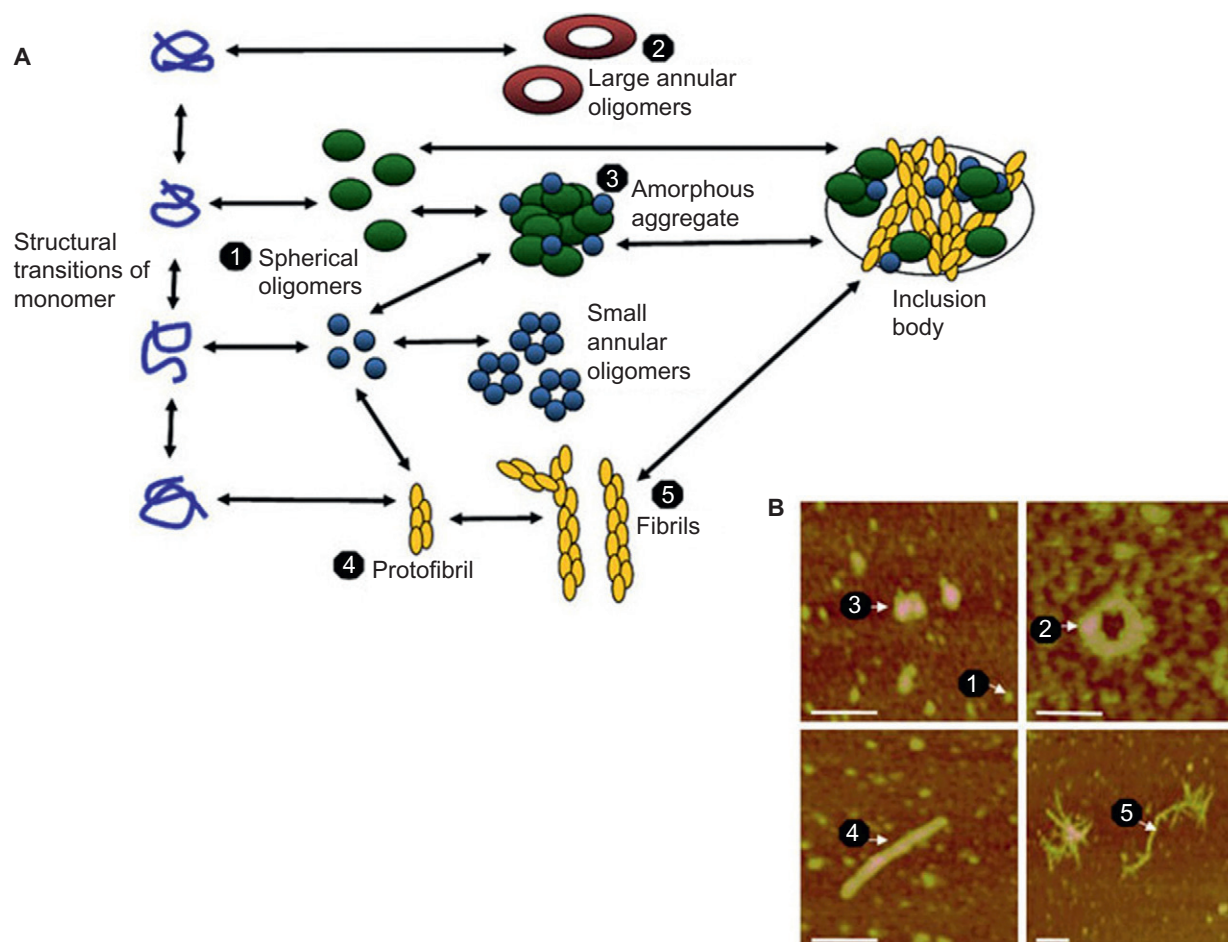 A
2
Large annular
oligomers
3
Amorphous
aggregate
Structural
transitions of
monomer
1
Spherical
oligomers
Inclusion
body
Small
annular
oligomers
5
Fibrils
4
Protofibril
B
3
1
2
4
5